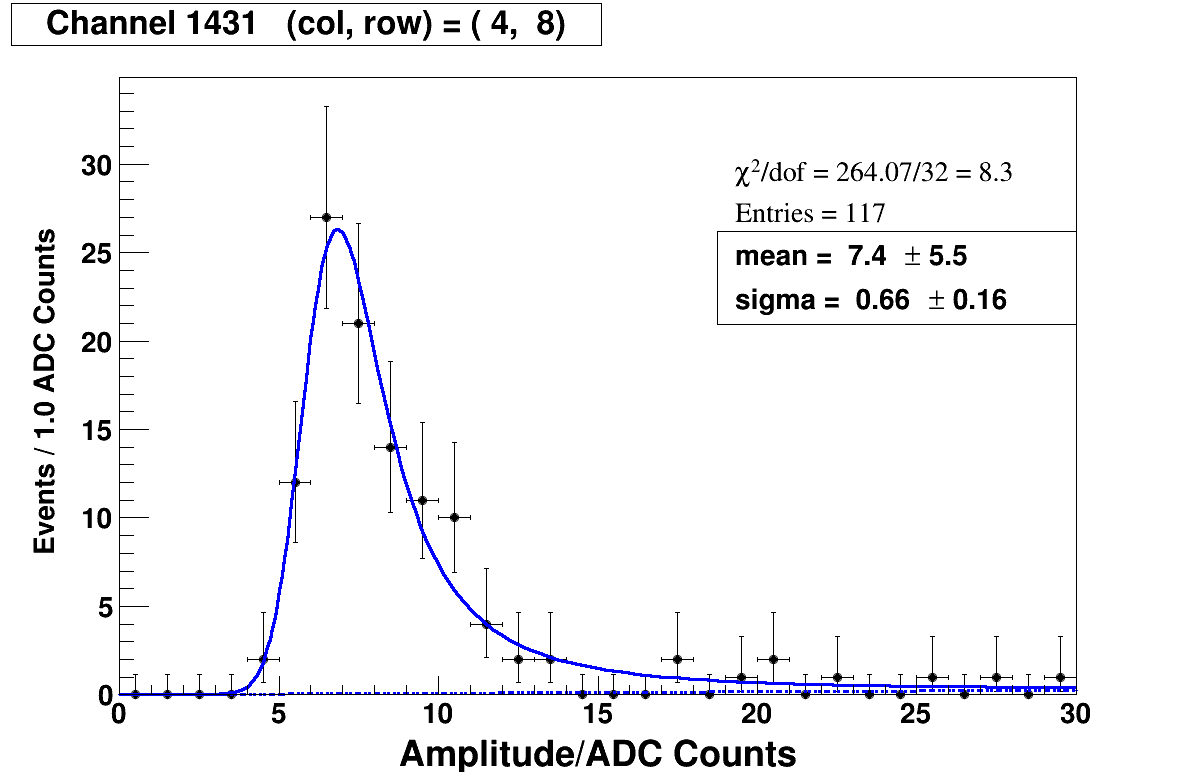 Channel 1431 (col, row) = ( 4, 8)
χ²/dof = 264.07/32 = 8.3
Entries = 117
mean = 7.4 ± 5.5
sigma = 0.66 ± 0.16
Events / 1.0 ADC Counts
30
25
20
15
10
5
0
0 5 10 15 20 25 30
Amplitude/ADC Counts